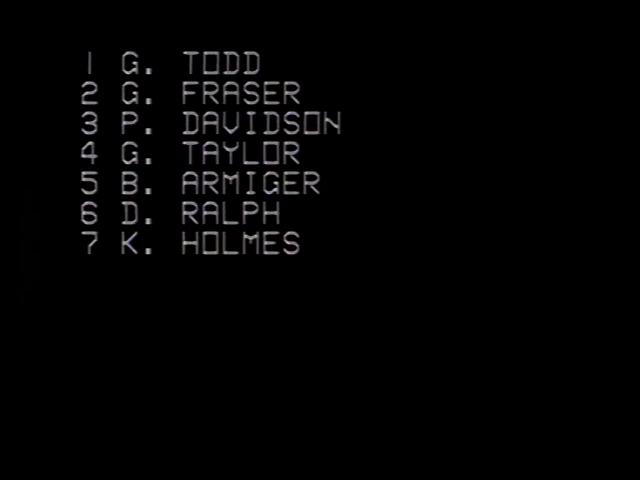 1 G. TODD
2 G. FRASER
3 P. DAVIDSON
4 G. TAYLOR
5 B. ARMIGER
6 D. RALPH
7 K. HOLMES